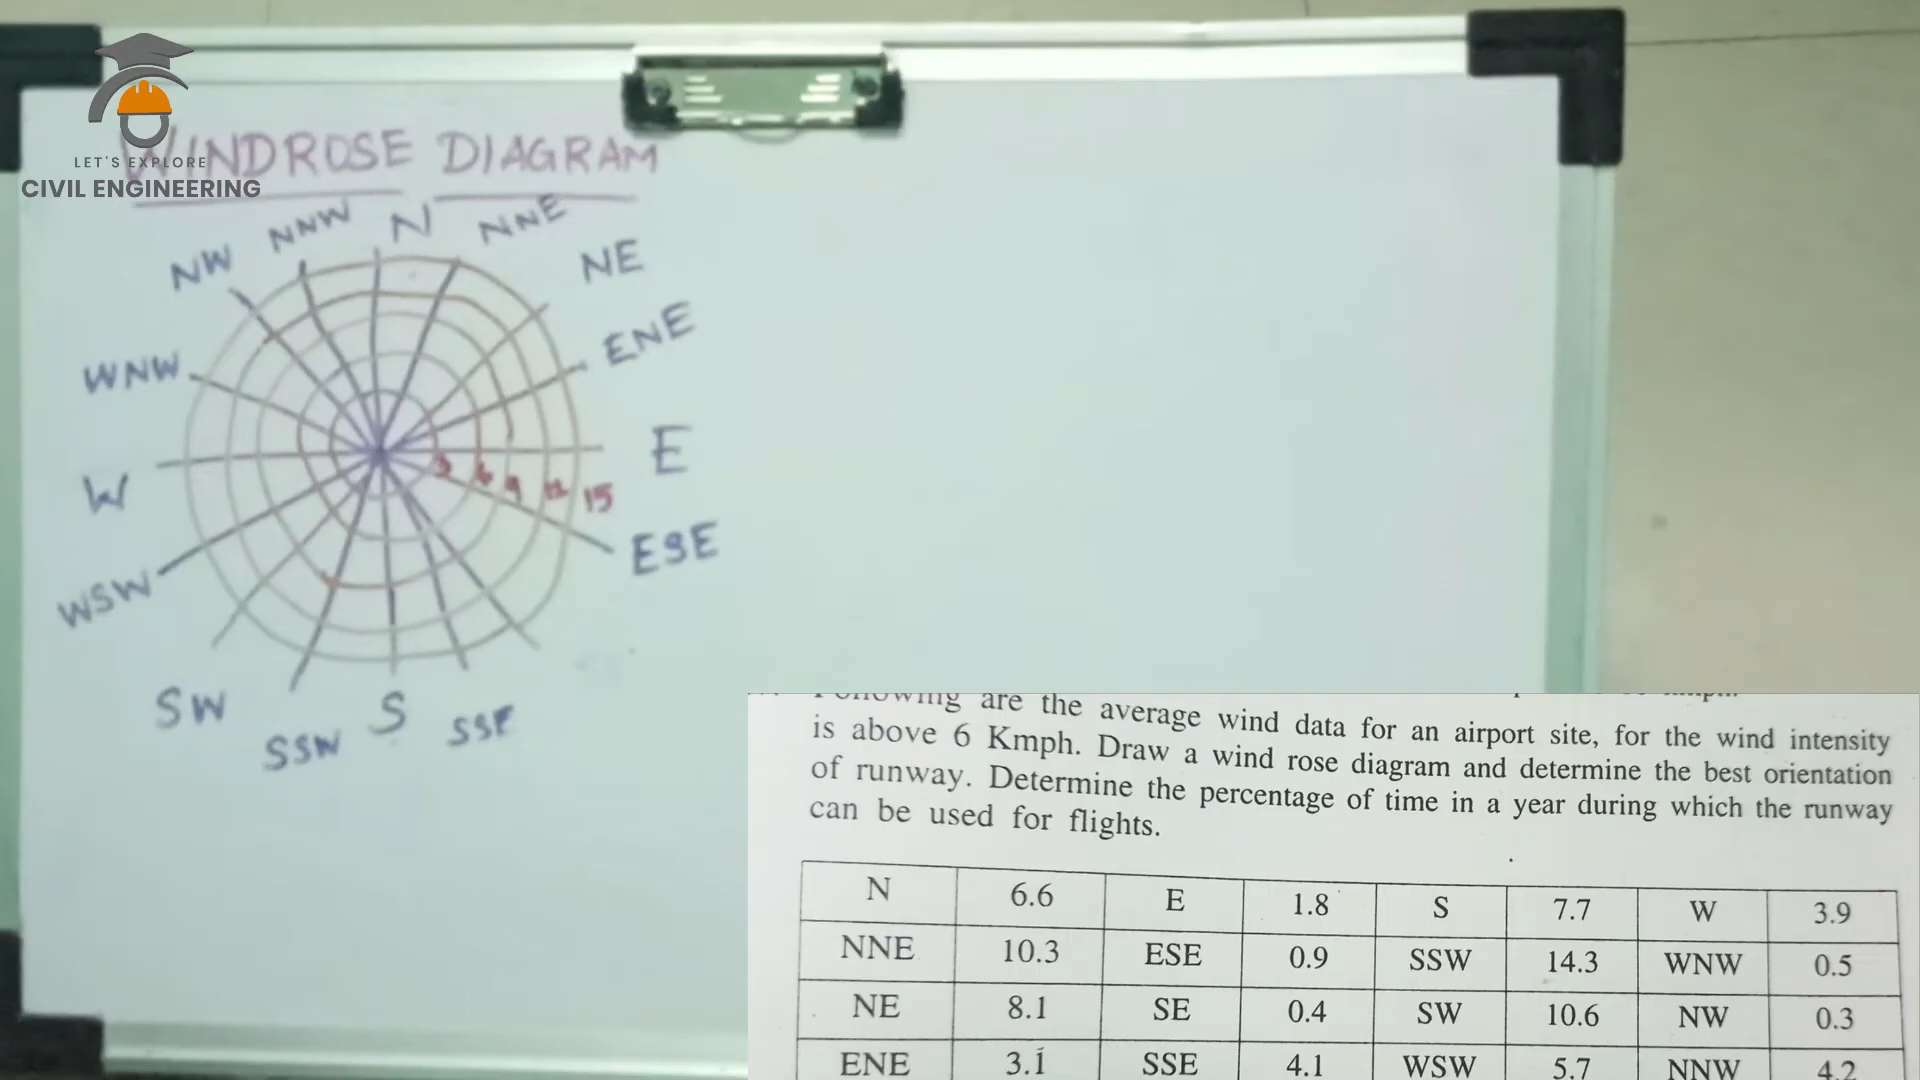 LET'S EXPLORE
CIVIL ENGINEERING
WINDROSE DIAGRAM
NW NNW N NNE NE
ENE
WNW
E
W
3 6 9 12 15
ESE
WSW
SW
SSW
S
SSE
Following are the average wind data for an airport site, for the wind intensity
is above 6 Kmph. Draw a wind rose diagram and determine the best orientation
of runway. Determine the percentage of time in a year during which the runway
can be used for flights.
N 6.6 E 1.8 S 7.7 W 3.9
NNE 10.3 ESE 0.9 SSW 14.3 WNW 0.5
NE 8.1 SE 0.4 SW 10.6 NW 0.3
ENE 3.1 SSE 4.1 WSW 5.7 NNW 4.2